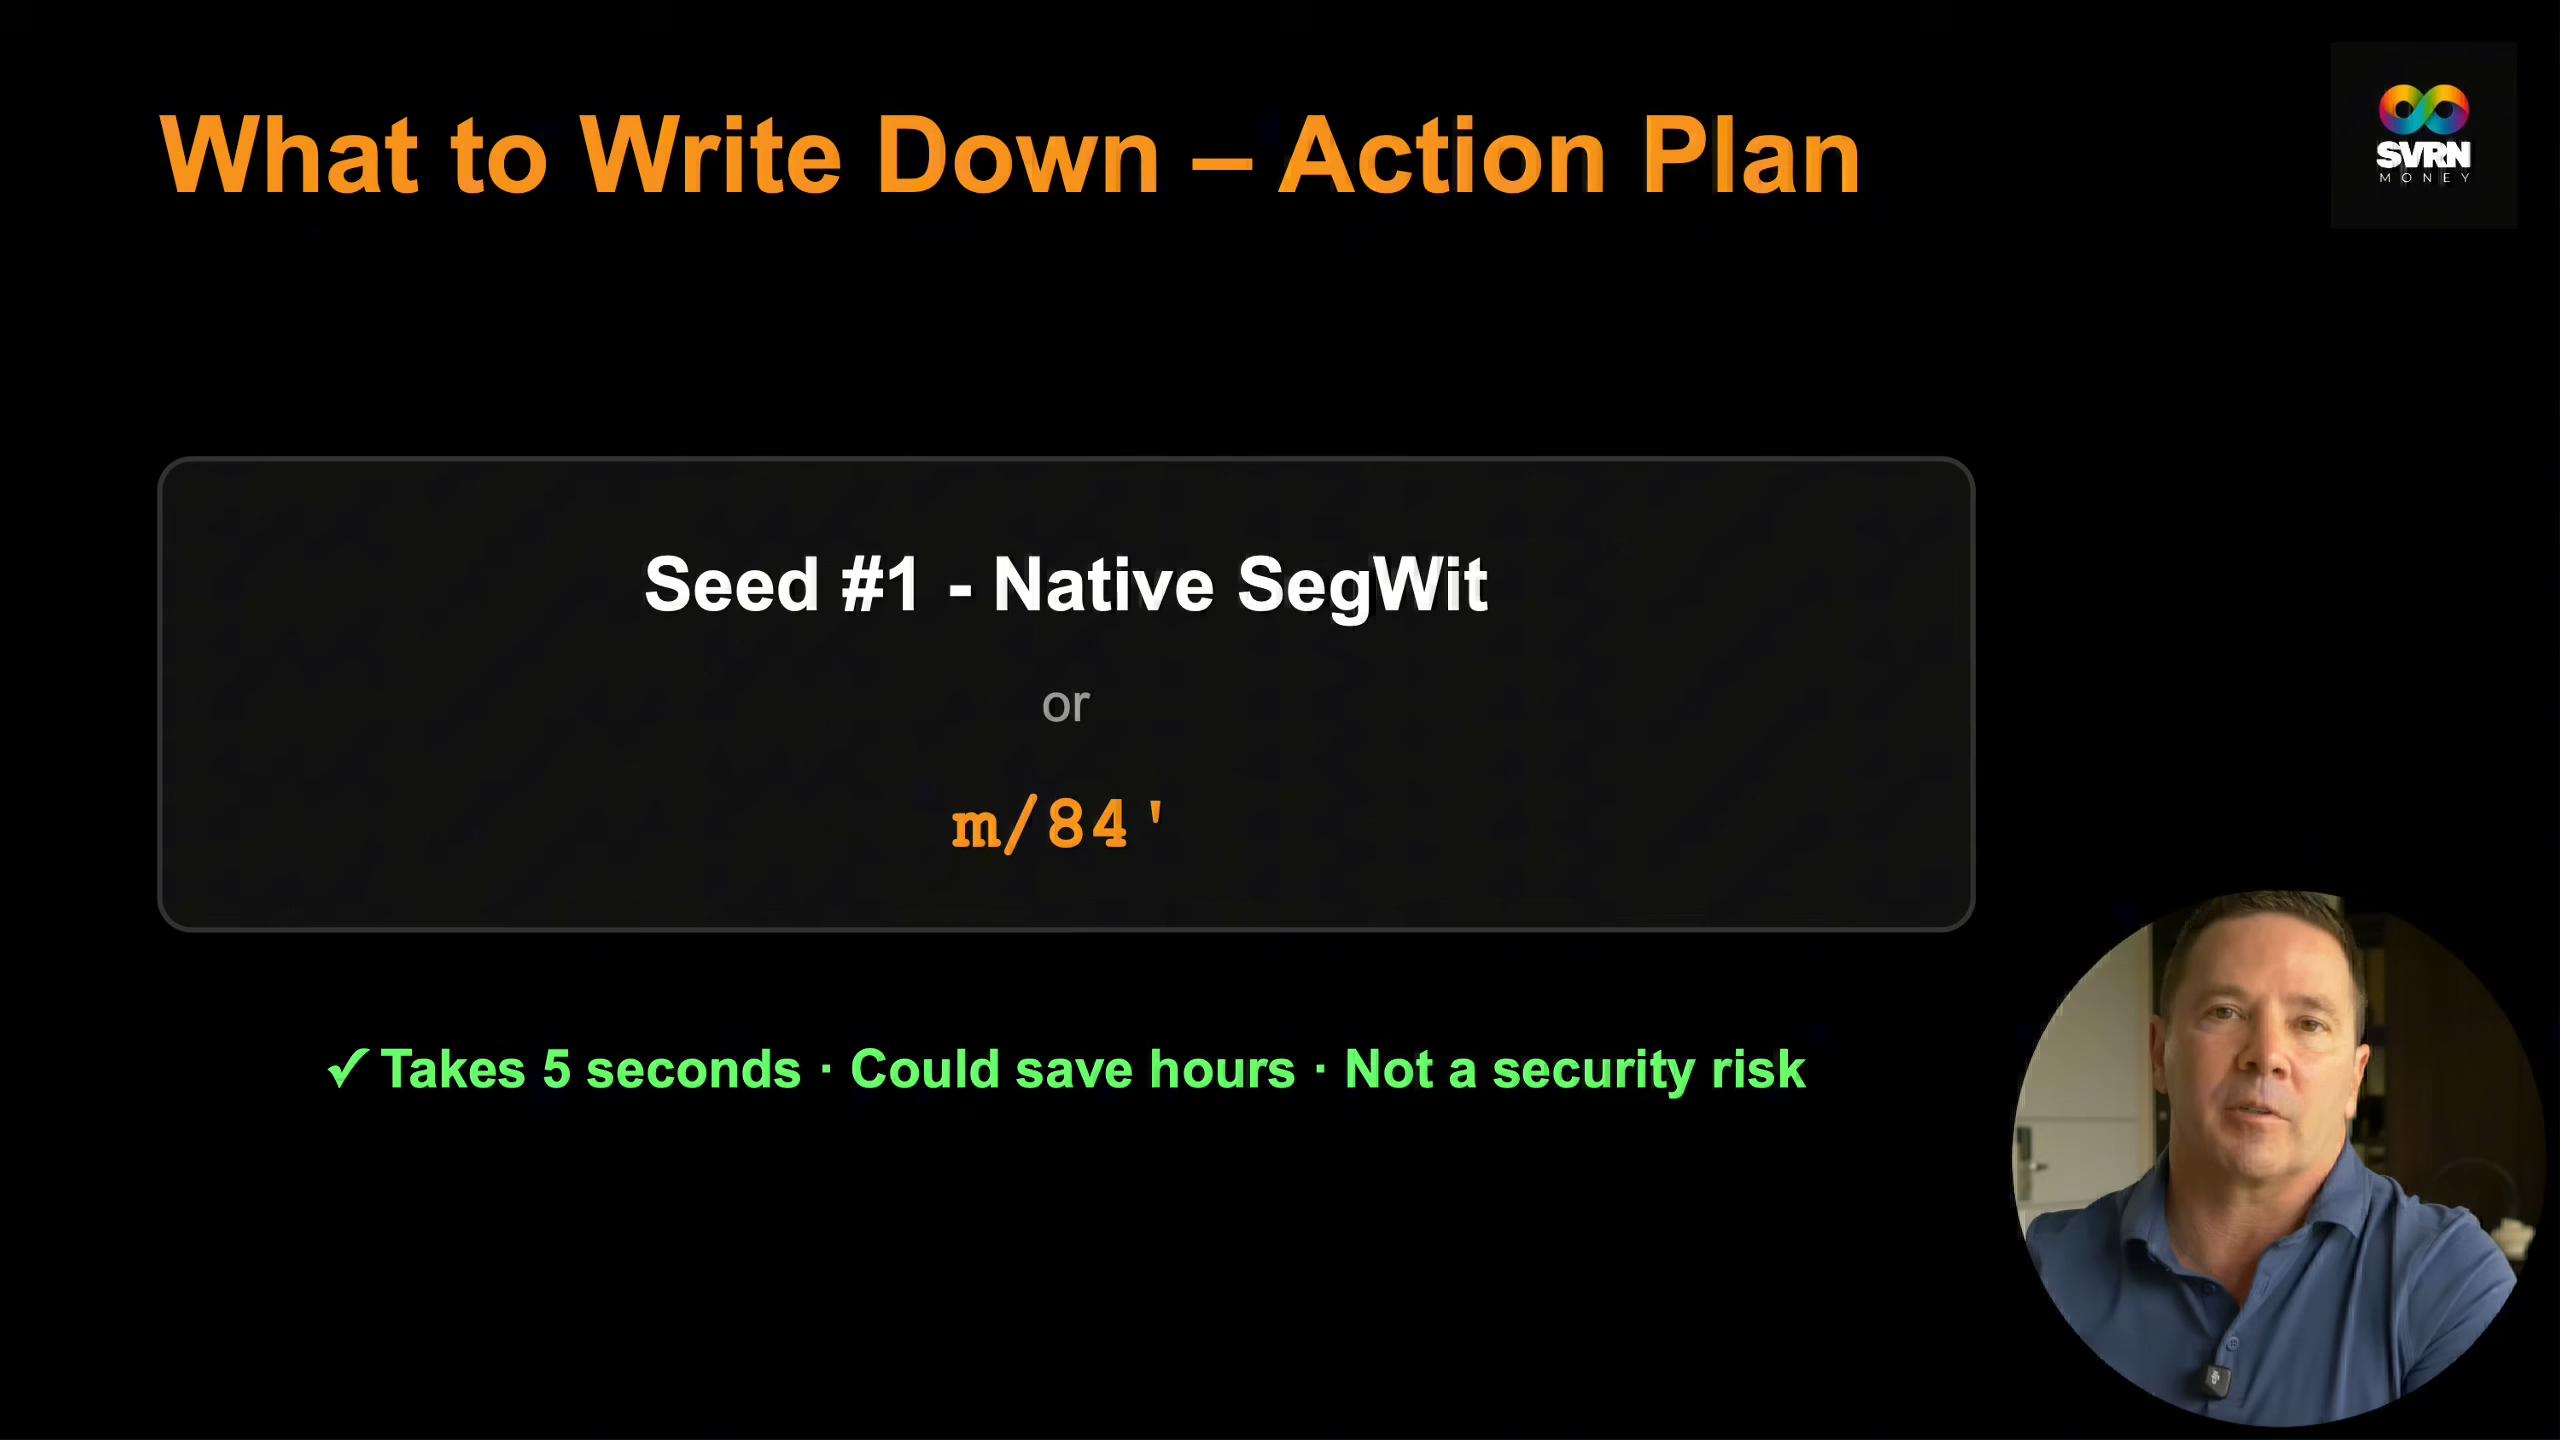 What to Write Down – Action Plan
SVRN
MONEY
Seed #1 - Native SegWit
or
m/84'
✓ Takes 5 seconds · Could save hours · Not a security risk